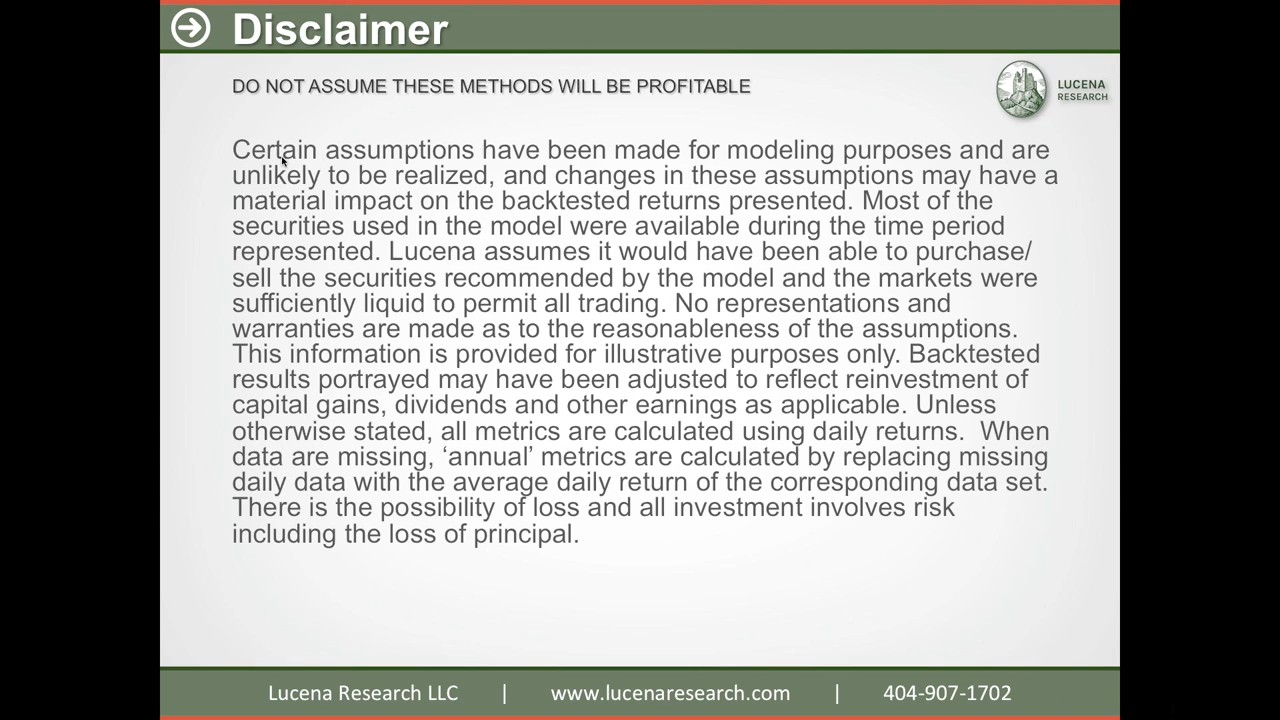 Disclaimer
DO NOT ASSUME THESE METHODS WILL BE PROFITABLE
LUCENA
RESEARCH
Certain assumptions have been made for modeling purposes and are
unlikely to be realized, and changes in these assumptions may have a
material impact on the backtested returns presented. Most of the
securities used in the model were available during the time period
represented. Lucena assumes it would have been able to purchase/
sell the securities recommended by the model and the markets were
sufficiently liquid to permit all trading. No representations and
warranties are made as to the reasonableness of the assumptions.
This information is provided for illustrative purposes only. Backtested
results portrayed may have been adjusted to reflect reinvestment of
capital gains, dividends and other earnings as applicable. Unless
otherwise stated, all metrics are calculated using daily returns.  When
data are missing, ‘annual’ metrics are calculated by replacing missing
daily data with the average daily return of the corresponding data set.
There is the possibility of loss and all investment involves risk
including the loss of principal.
Lucena Research LLC | www.lucenaresearch.com | 404-907-1702